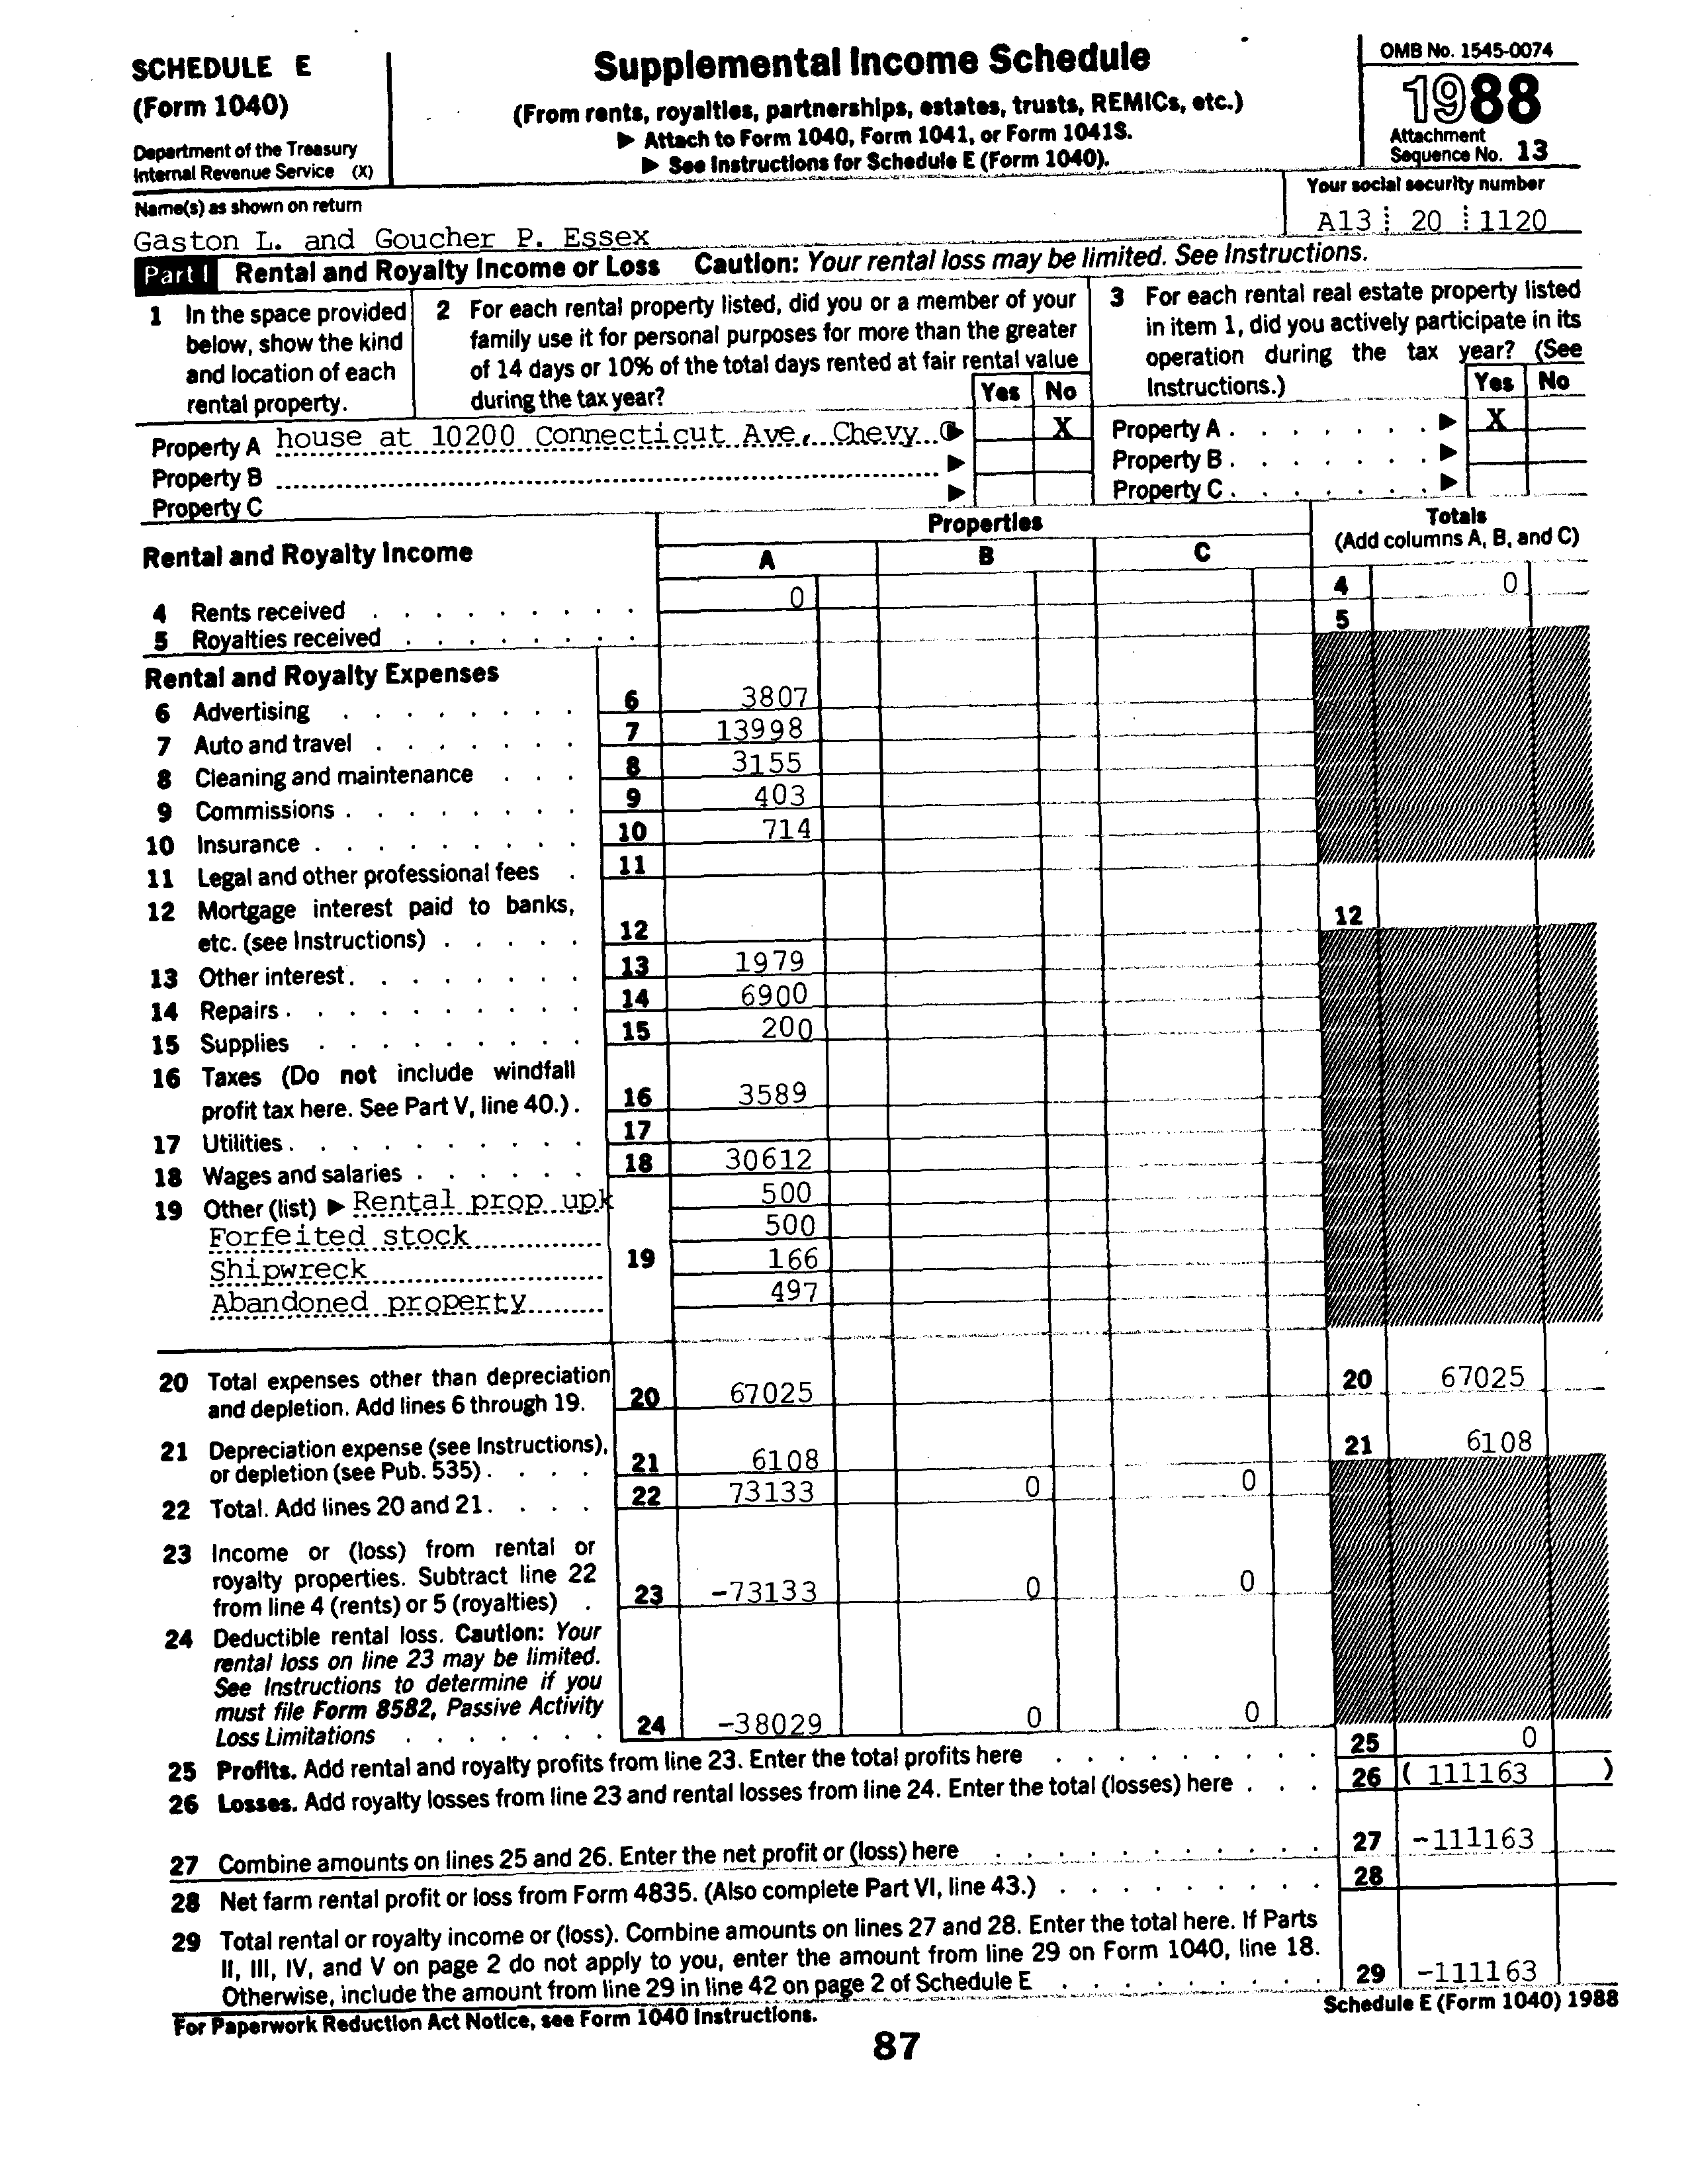 SCHEDULE E
(Form 1040)
Department of the Treasury
Internal Revenue Service (X)
Supplemental Income Schedule
(From rents, royalties, partnerships, estates, trusts, REMICs, etc.)
▶ Attach to Form 1040, Form 1041, or Form 1041S.
▶ See Instructions for Schedule E (Form 1040).
OMB No. 1545-0074
1988
Attachment
Sequence No. 13
Name(s) as shown on return
Gaston L. and Goucher P. Essex
Your social security number
A13 20 1120
Part I Rental and Royalty Income or Loss Caution: Your rental loss may be limited. See Instructions.
1 In the space provided
below, show the kind
and location of each
rental property.
2 For each rental property listed, did you or a member of your
family use it for personal purposes for more than the greater
of 14 days or 10% of the total days rented at fair rental value
during the tax year? Yes No
3 For each rental real estate property listed
in item 1, did you actively participate in its
operation during the tax year? (See
Instructions.) Yes No
Property A house at 10200 Connecticut Ave, Chevy C ▶ X Property A . . . . . . . ▶ X
Property B ▶ Property B . . . . . . . ▶
Property C ▶ Property C . . . . . . . ▶
Rental and Royalty Income
Properties
A B C
Totals
(Add columns A, B, and C)
4 Rents received . . . . . . . . . 0 4 0
5 Royalties received . . . . . . . . 5
Rental and Royalty Expenses
6 Advertising . . . . . . . . 6 3807
7 Auto and travel . . . . . . . 7 13998
8 Cleaning and maintenance . . . 8 3155
9 Commissions . . . . . . . . 9 403
10 Insurance . . . . . . . . . 10 714
11 Legal and other professional fees . 11
12 Mortgage interest paid to banks,
etc. (see Instructions) . . . . . 12 12
13 Other interest . . . . . . . . 13 1979
14 Repairs . . . . . . . . . . 14 6900
15 Supplies . . . . . . . . . 15 200
16 Taxes (Do not include windfall
profit tax here. See Part V, line 40.) . 16 3589
17 Utilities . . . . . . . . . . 17
18 Wages and salaries . . . . . . 18 30612
19 Other (list) ▶ Rental prop upk 500
Forfeited stock 500
Shipwreck 19 166
Abandoned property 497
20 Total expenses other than depreciation
and depletion. Add lines 6 through 19. 20 67025 20 67025
21 Depreciation expense (see Instructions),
or depletion (see Pub. 535) . . . . 21 6108 21 6108
22 Total. Add lines 20 and 21 . . . . 22 73133 0 0
23 Income or (loss) from rental or
royalty properties. Subtract line 22
from line 4 (rents) or 5 (royalties) . 23 -73133 0 0
24 Deductible rental loss. Caution: Your
rental loss on line 23 may be limited.
See Instructions to determine if you
must file Form 8582, Passive Activity
Loss Limitations . . . . . . . 24 -38029 0 0
25 Profits. Add rental and royalty profits from line 23. Enter the total profits here . . . . . . . . . 25 0
26 Losses. Add royalty losses from line 23 and rental losses from line 24. Enter the total (losses) here . . . 26 ( 111163 )
27 Combine amounts on lines 25 and 26. Enter the net profit or (loss) here . . . . . . . . . . . 27 -111163
28 Net farm rental profit or loss from Form 4835. (Also complete Part VI, line 43.) . . . . . . . . . 28
29 Total rental or royalty income or (loss). Combine amounts on lines 27 and 28. Enter the total here. If Parts
II, III, IV, and V on page 2 do not apply to you, enter the amount from line 29 on Form 1040, line 18.
Otherwise, include the amount from line 29 in line 42 on page 2 of Schedule E . . . . . . . . . 29 -111163
For Paperwork Reduction Act Notice, see Form 1040 Instructions.
Schedule E (Form 1040) 1988
87